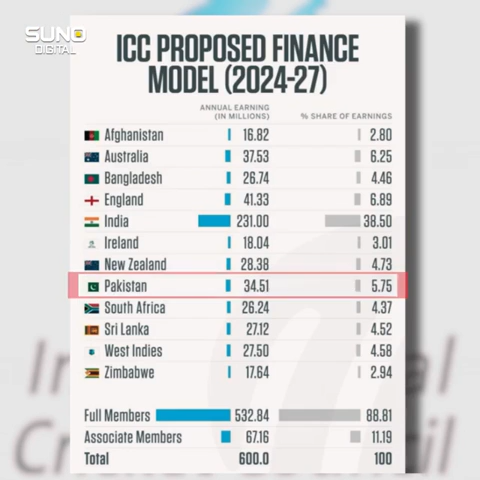 SUNO
DIGITAL
ICC PROPOSED FINANCE
MODEL (2024-27)
ANNUAL EARNING
(IN MILLIONS) % SHARE OF EARNINGS
Afghanistan 16.82 2.80
Australia 37.53 6.25
Bangladesh 26.74 4.46
England 41.33 6.89
India 231.00 38.50
Ireland 18.04 3.01
New Zealand 28.38 4.73
Pakistan 34.51 5.75
South Africa 26.24 4.37
Sri Lanka 27.12 4.52
West Indies 27.50 4.58
Zimbabwe 17.64 2.94
Full Members 532.84 88.81
Associate Members 67.16 11.19
Total 600.0 100